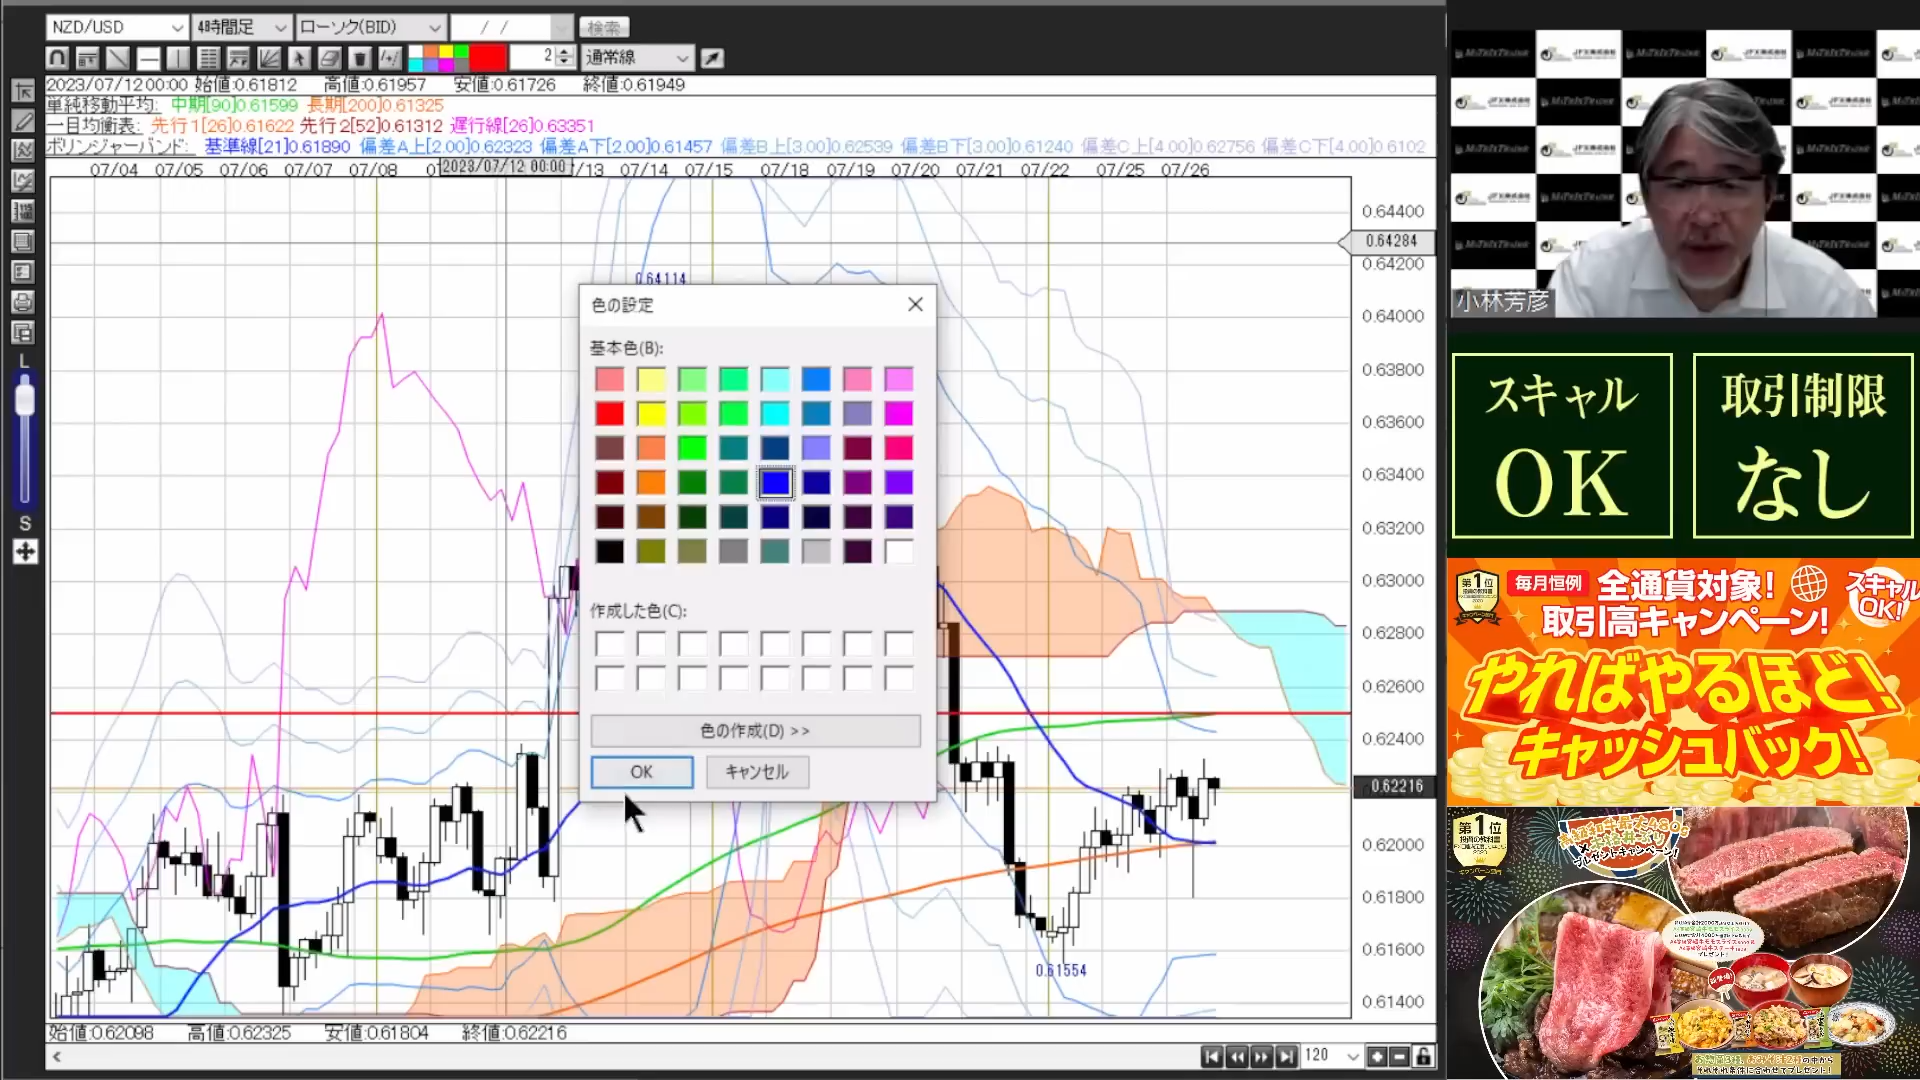 NZD/USD 4時間足 ローソク(BID) / / 検索
2 通常線
2023/07/12 00:00 始値:0.61812 高値:0.61957 安値:0.61726 終値:0.61949
単純移動平均: 中期[90]0.61599 長期[200]0.61325
一目均衡表: 先行1[26]0.61622 先行2[52]0.61312 遅行線[26]0.63351
ボリンジャーバンド: 基準線[21]0.61890 偏差A上[2.00]0.62323 偏差A下[2.00]0.61457 偏差B上[3.00]0.62539 偏差B下[3.00]0.61240 偏差C上[4.00]0.62756 偏差C下[4.00]0.6102
07/04 07/05 07/06 07/07 07/08 2023/07/12 00:00 /13 07/14 07/15 07/18 07/19 07/20 07/21 07/22 07/25 07/26
0.64400
0.64284
0.64200
0.64114
0.64000
0.63800
0.63600
0.63400
0.63200
0.63000
0.62800
0.62600
0.62400
0.62216
0.62000
0.61800
0.61600
0.61554
0.61400
L
S
色の設定
基本色(B):
作成した色(C):
色の作成(D) >>
OK キャンセル
始値:0.62098 高値:0.62325 安値:0.61804 終値:0.62216
120
小林芳彦
スキャル
OK
取引制限
なし
第1位
毎月恒例 全通貨対象!
取引高キャンペーン!
スキャル
OK!
やればやるほど!
キャッシュバック!
第1位
プレゼントキャンペーン!